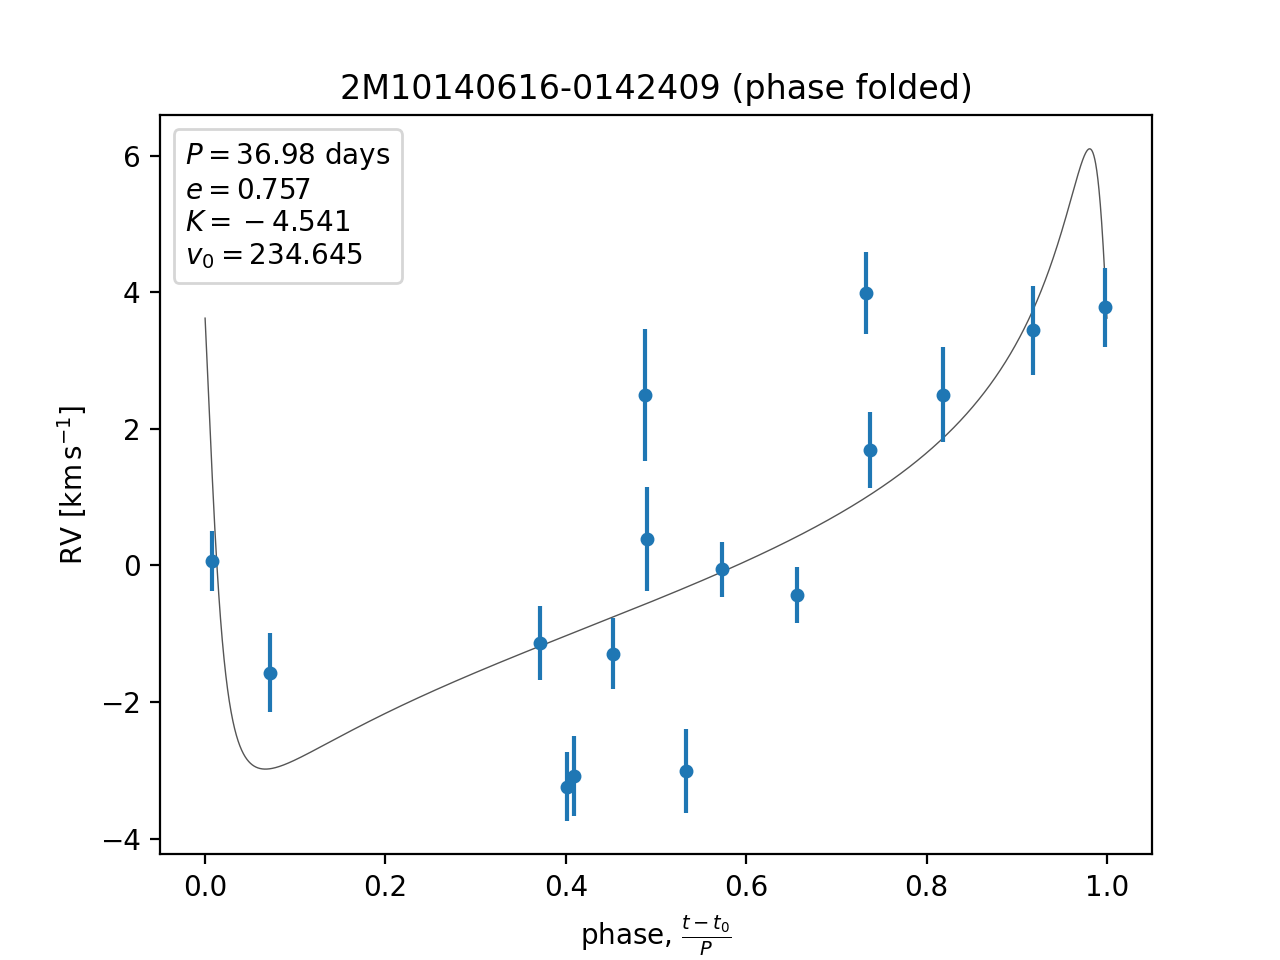 2M10140616-0142409 (phase folded)
P = 36.98 days
e = 0.757
K = −4.541
v₀ = 234.645
6
4
2
0
−2
−4
RV [km s⁻¹]
0.0 0.2 0.4 0.6 0.8 1.0
phase, (t − t₀)/P